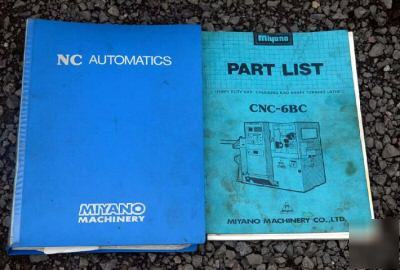 NC AUTOMATICS
MIYANO
MACHINERY
Miyano
PART LIST
CNC-6BC
MIYANO MACHINERY CO., LTD.